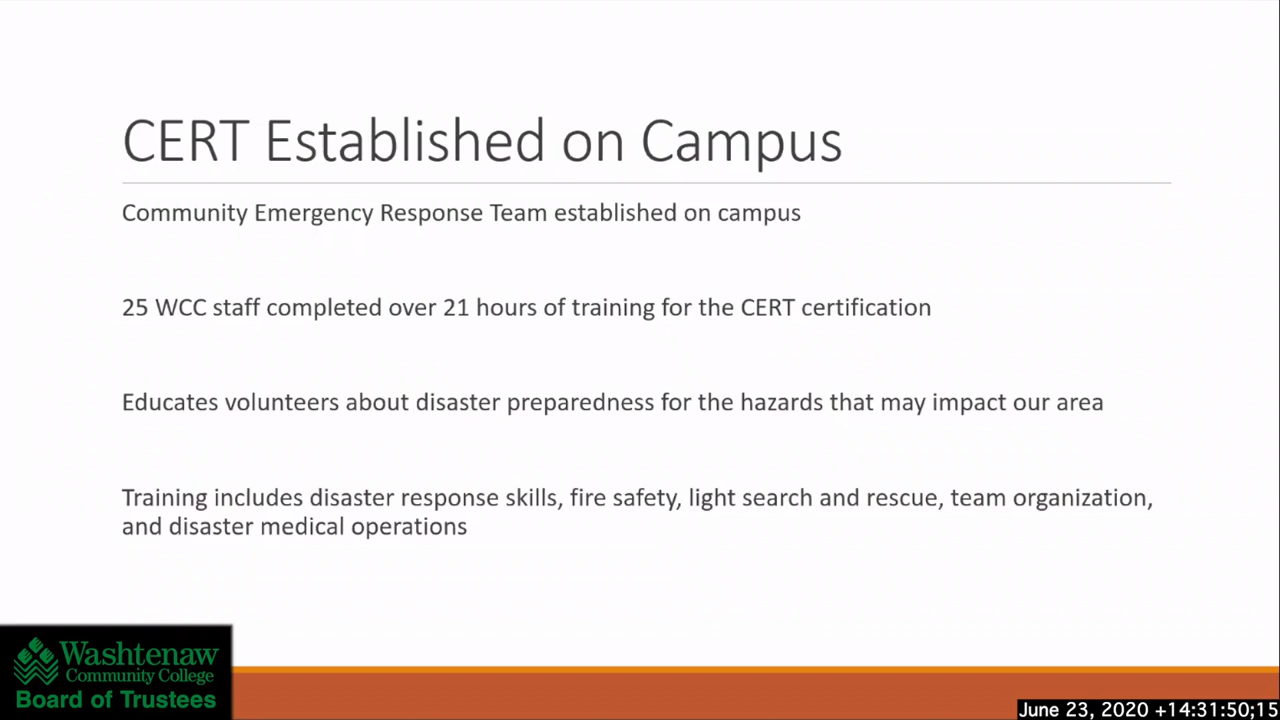 CERT Established on Campus
Community Emergency Response Team established on campus
25 WCC staff completed over 21 hours of training for the CERT certification
Educates volunteers about disaster preparedness for the hazards that may impact our area
Training includes disaster response skills, fire safety, light search and rescue, team organization,
and disaster medical operations
Washtenaw
Community College
Board of Trustees
June 23, 2020 +14:31:50;15